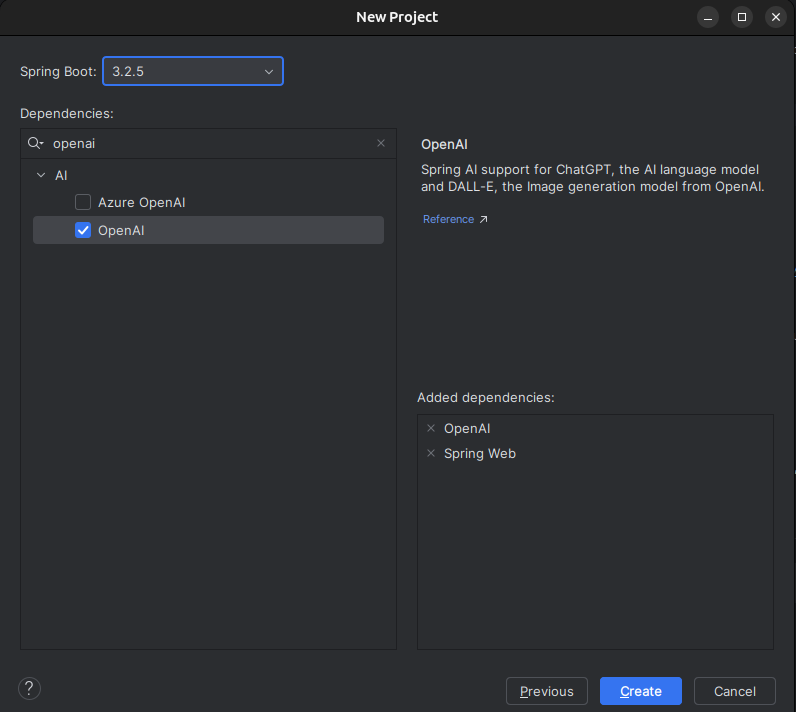 New Project
Spring Boot: 3.2.5
Dependencies:
openai
AI
Azure OpenAI
OpenAI
OpenAI
Spring AI support for ChatGPT, the AI language model
and DALL-E, the Image generation model from OpenAI.
Reference
Added dependencies:
OpenAI
Spring Web
?
Previous
Create
Cancel